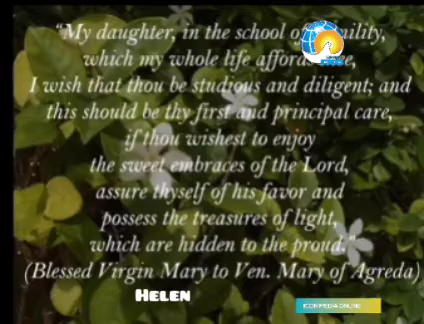 “My daughter, in the school of humility,
which my whole life affords thee,
I wish that thou be studious and diligent; and
this should be thy first and principal care,
if thou wishest to enjoy
the sweet embraces of the Lord,
assure thyself of his favor and
possess the treasures of light,
which are hidden to the proud.”
(Blessed Virgin Mary to Ven. Mary of Agreda)
HELEN